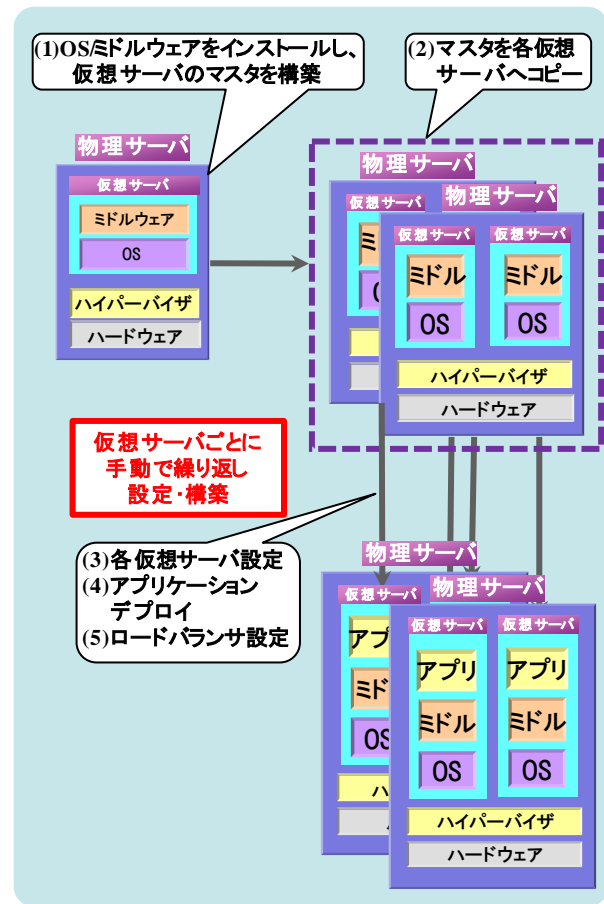 (1)OS/ミドルウェアをインストールし、
仮想サーバのマスタを構築
(2)マスタを各仮想
サーバへコピー
物理サーバ
仮想サーバ
ミドルウェア
OS
ハイパーバイザ
ハードウェア
物理サーバ
仮想サーバ
物理サーバ
仮想サーバ
仮想サーバ
ミドル
ミドル
OS
OS
ハイパーバイザ
ハードウェア
仮想サーバごとに
手動で繰り返し
設定・構築
(3)各仮想サーバ設定
(4)アプリケーション
デプロイ
(5)ロードバランサ設定
物理サーバ
仮想サーバ
物理サーバ
仮想サーバ
仮想サーバ
アプリ
アプリ
ミドル
ミドル
OS
OS
ハイパーバイザ
ハードウェア